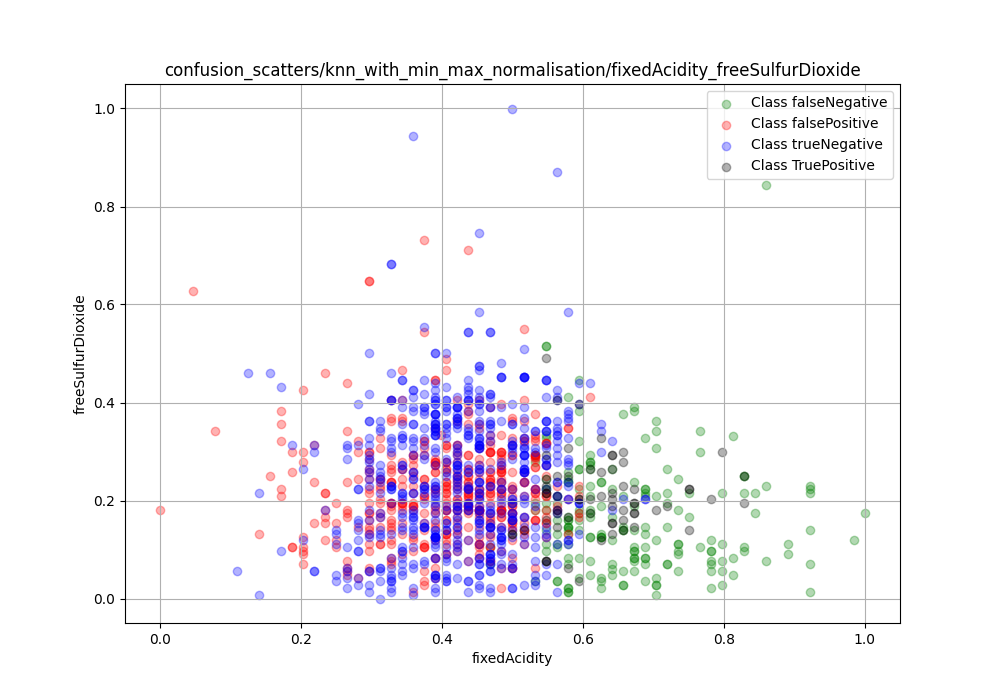 confusion_scatters/knn_with_min_max_normalisation/fixedAcidity_freeSulfurDioxide
Class falseNegative
Class falsePositive
Class trueNegative
Class TruePositive
freeSulfurDioxide
1.0
0.8
0.6
0.4
0.2
0.0
0.0 0.2 0.4 0.6 0.8 1.0
fixedAcidity